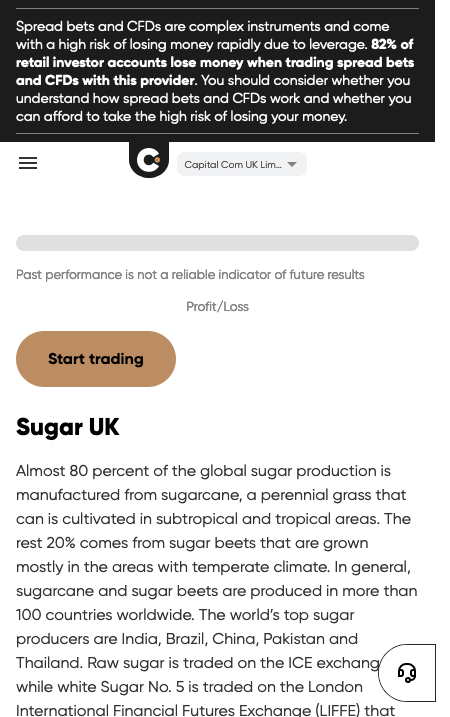 Spread bets and CFDs are complex instruments and come
with a high risk of losing money rapidly due to leverage. 82% of
retail investor accounts lose money when trading spread bets
and CFDs with this provider. You should consider whether you
understand how spread bets and CFDs work and whether you
can afford to take the high risk of losing your money.
Capital Com UK Lim...
Past performance is not a reliable indicator of future results
Profit/Loss
Start trading
Sugar UK
Almost 80 percent of the global sugar production is
manufactured from sugarcane, a perennial grass that
can is cultivated in subtropical and tropical areas. The
rest 20% comes from sugar beets that are grown
mostly in the areas with temperate climate. In general,
sugarcane and sugar beets are produced in more than
100 countries worldwide. The world’s top sugar
producers are India, Brazil, China, Pakistan and
Thailand. Raw sugar is traded on the ICE exchang
while white Sugar No. 5 is traded on the London
International Financial Futures Exchange (LIFFE) that